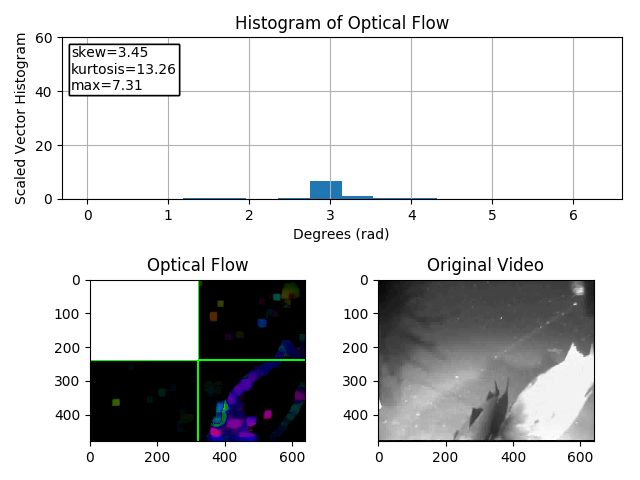 Histogram of Optical Flow
Scaled Vector Histogram
60
40
20
0
skew=3.45
kurtosis=13.26
max=7.31
0 1 2 3 4 5 6
Degrees (rad)
Optical Flow
0
100
200
300
400
0 200 400 600
Original Video
0
100
200
300
400
0 200 400 600